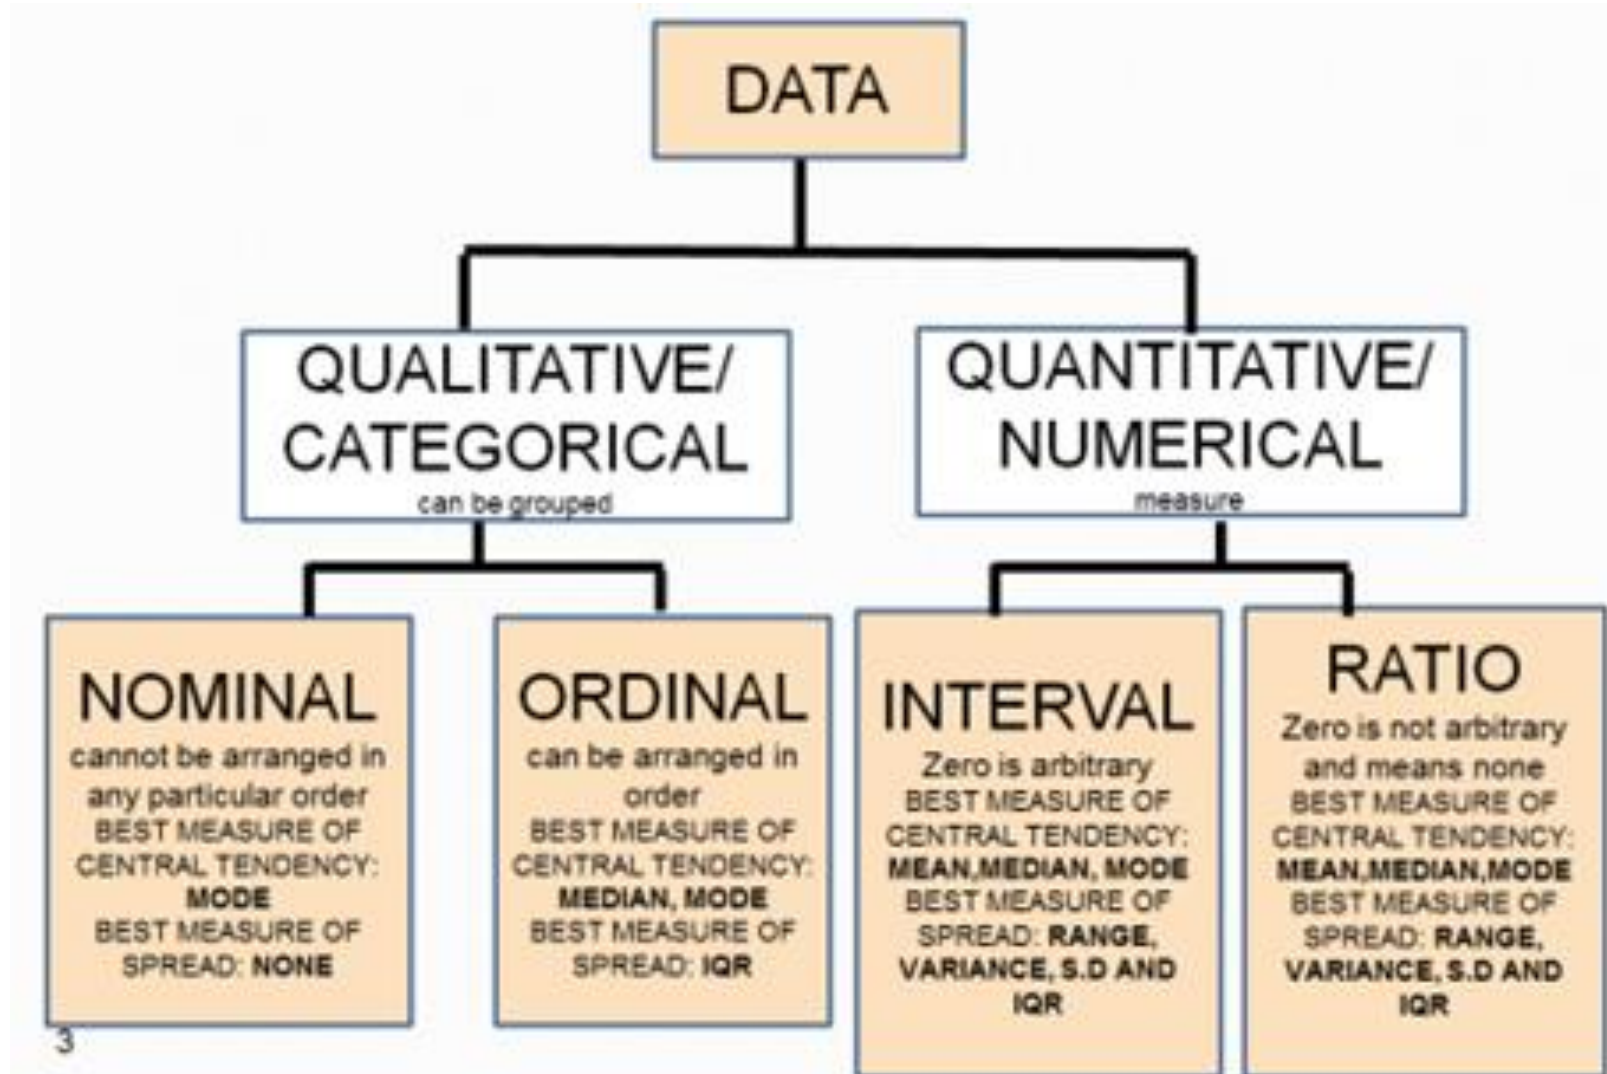 DATA
QUALITATIVE/
CATEGORICAL
can be grouped
QUANTITATIVE/
NUMERICAL
measure
NOMINAL
cannot be arranged in
any particular order
BEST MEASURE OF
CENTRAL TENDENCY:
MODE
BEST MEASURE OF
SPREAD: NONE
ORDINAL
can be arranged in
order
BEST MEASURE OF
CENTRAL TENDENCY:
MEDIAN, MODE
BEST MEASURE OF
SPREAD: IQR
INTERVAL
Zero is arbitrary
BEST MEASURE OF
CENTRAL TENDENCY:
MEAN,MEDIAN, MODE
BEST MEASURE OF
SPREAD: RANGE,
VARIANCE, S.D AND
IQR
RATIO
Zero is not arbitrary
and means none
BEST MEASURE OF
CENTRAL TENDENCY:
MEAN,MEDIAN,MODE
BEST MEASURE OF
SPREAD: RANGE,
VARIANCE, S.D AND
IQR
3